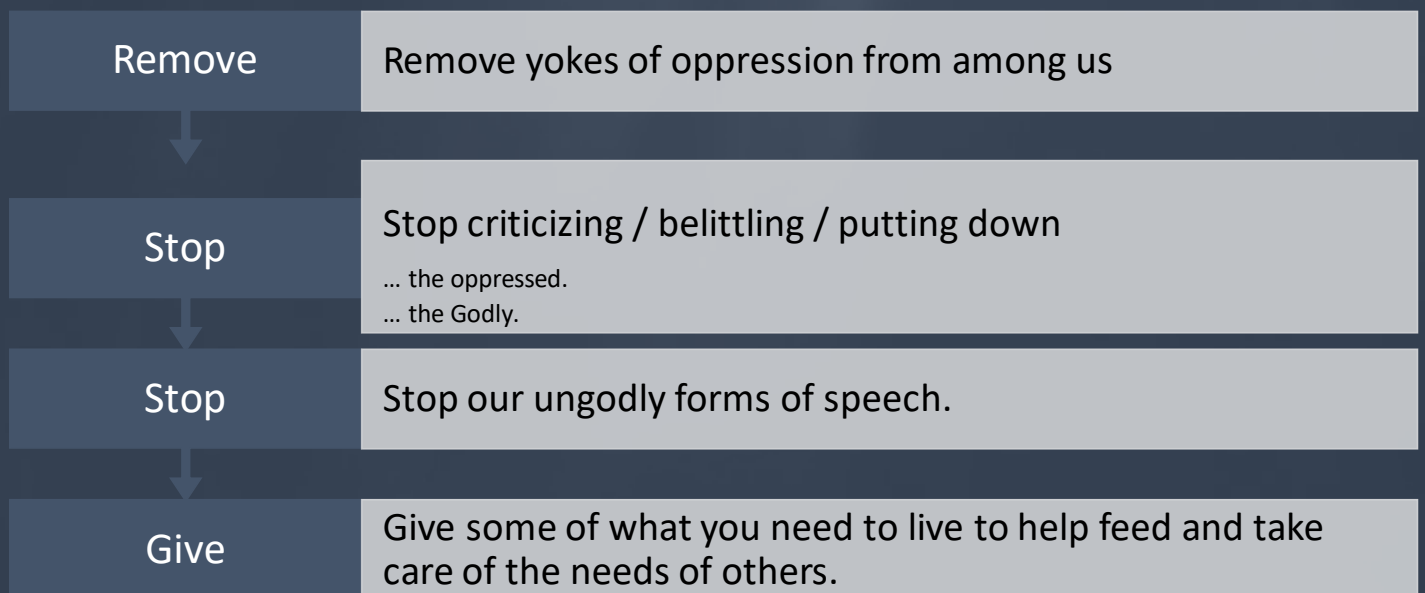 Remove
Remove yokes of oppression from among us
Stop
Stop criticizing / belittling / putting down
... the oppressed.
... the Godly.
Stop
Stop our ungodly forms of speech.
Give
Give some of what you need to live to help feed and take
care of the needs of others.